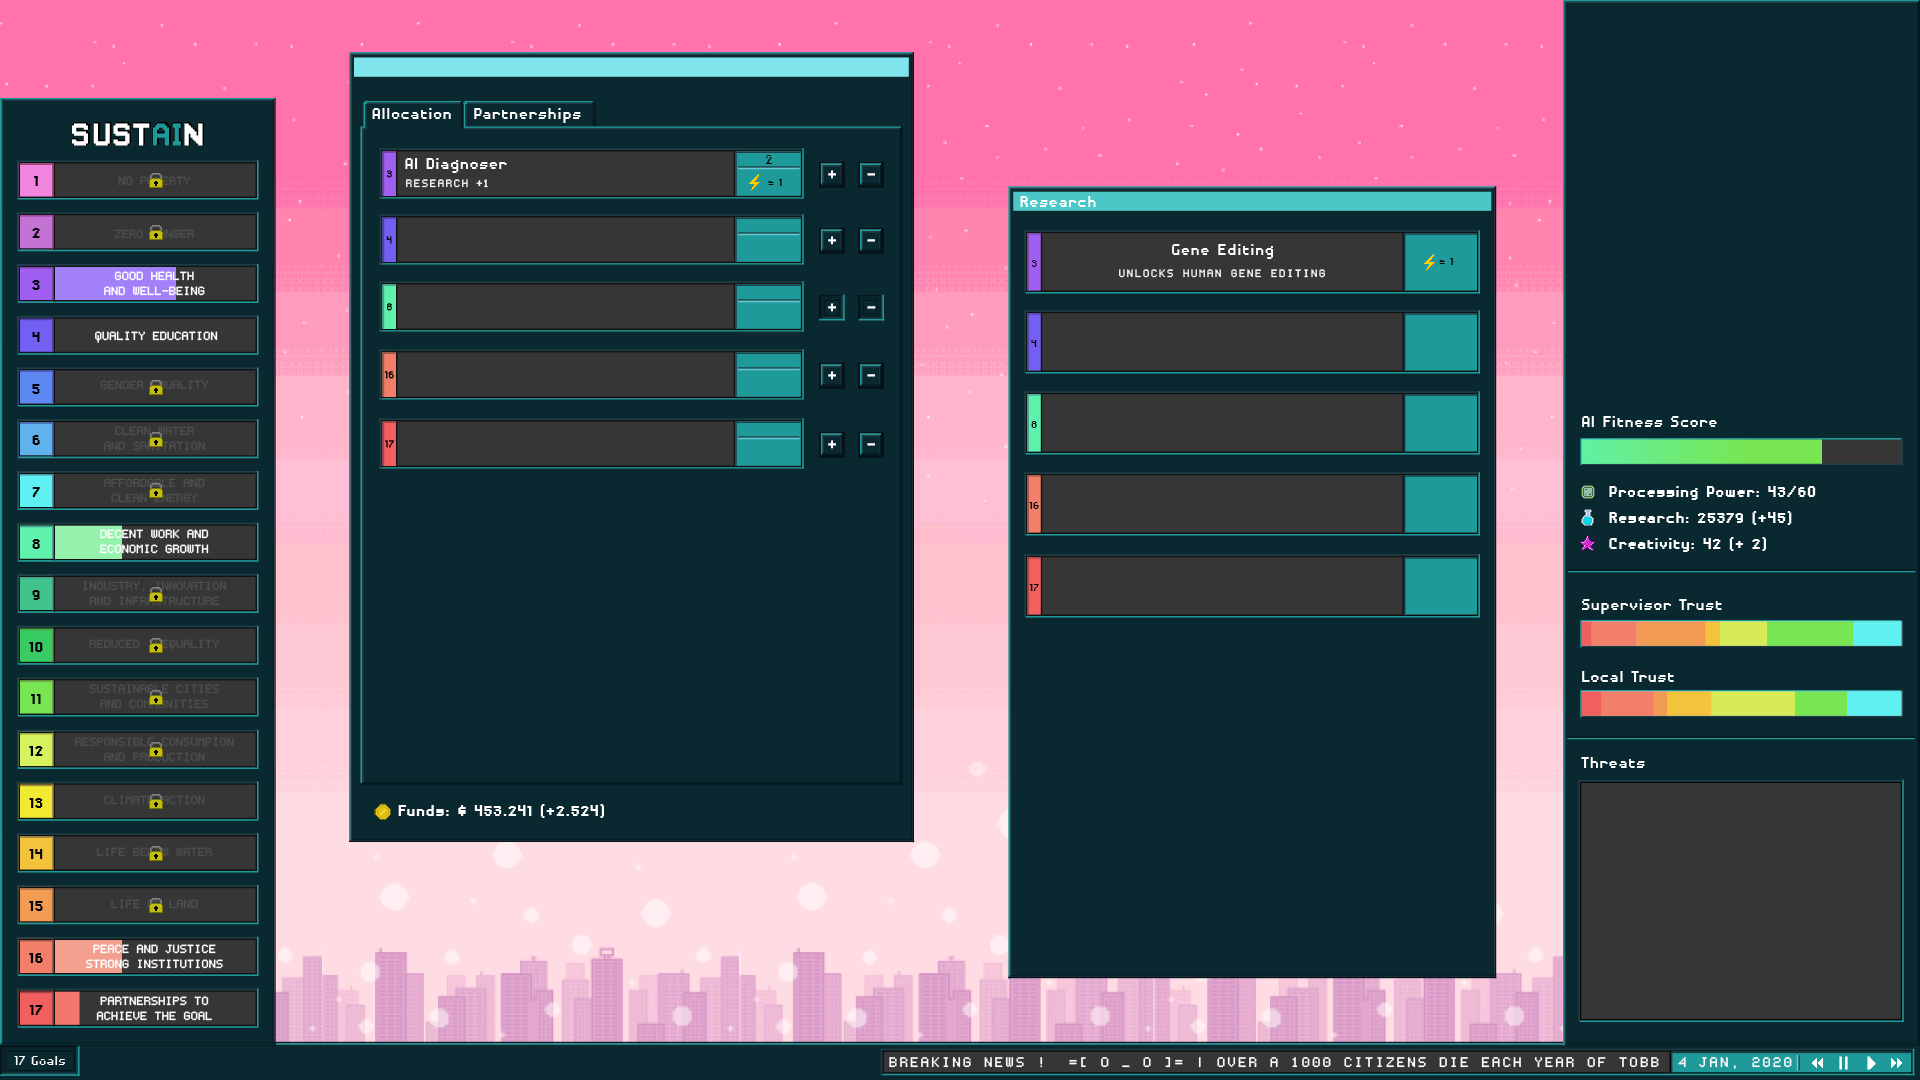 SUSTAIN
1 NO POVERTY
2 ZERO HUNGER
3 GOOD HEALTH
AND WELL-BEING
4 QUALITY EDUCATION
5 GENDER EQUALITY
6 CLEAN WATER
AND SANITATION
7 AFFORDABLE AND
CLEAN ENERGY
8 DECENT WORK AND
ECONOMIC GROWTH
9 INDUSTRY, INNOVATION
AND INFRASTRUCTURE
10 REDUCED INEQUALITY
11 SUSTAINABLE CITIES
AND COMMUNITIES
12 RESPONSIBLE CONSUMPION
AND PRODUCTION
13 CLIMATE ACTION
14 LIFE BELOW WATER
15 LIFE ON LAND
16 PEACE AND JUSTICE
STRONG INSTITUTIONS
17 PARTNERSHIPS TO
ACHIEVE THE GOAL
17 Goals
Allocation Partnerships
3 AI Diagnoser 2
RESEARCH +1 = 1 + -
4 + -
8 + -
16 + -
17 + -
Funds: $ 453.241 (+2.524)
Research
3 Gene Editing
UNLOCKS HUMAN GENE EDITING = 1
4
8
16
17
AI Fitness Score
Processing Power: 43/60
Research: 25379 (+45)
Creativity: 42 (+ 2)
Supervisor Trust
Local Trust
Threats
BREAKING NEWS ! =[ O _ O ]= | OVER A 1000 CITIZENS DIE EACH YEAR OF TOBB
4 JAN, 2020